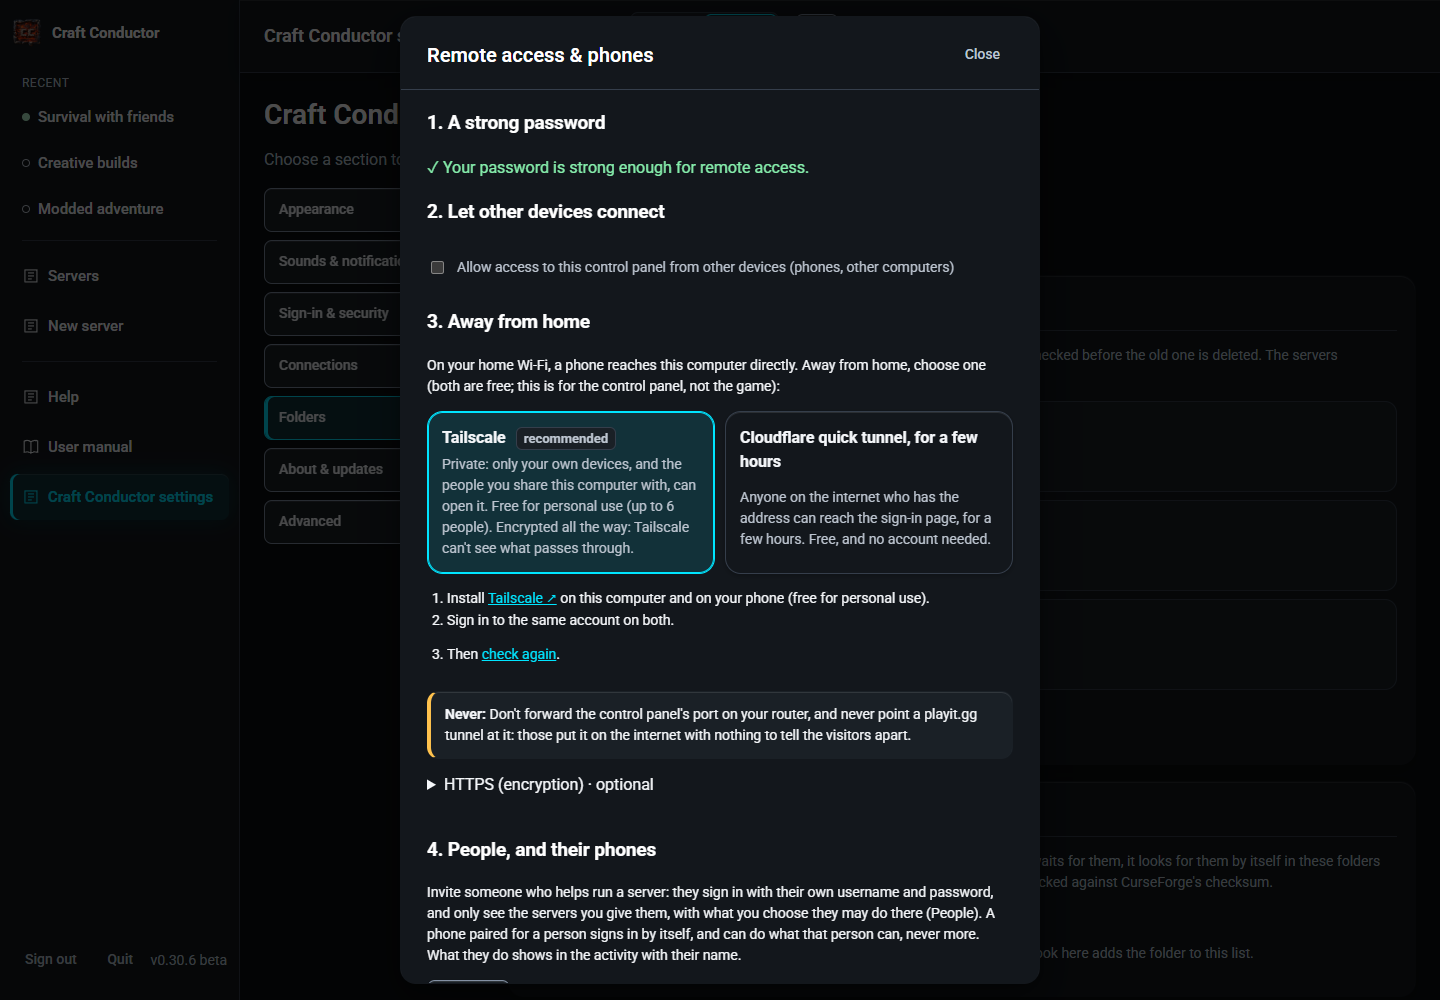 Craft Conductor
RECENT
Survival with friends
Creative builds
Modded adventure
Servers
New server
Help
User manual
Craft Conductor settings
Sign out
Quit
v0.30.6 beta
Craft Conductor
Craft Cond
Choose a section to
Appearance
Sounds & notificatio
Sign-in & security
Connections
Folders
About & updates
Advanced
Remote access & phones
Close
1. A strong password
✓ Your password is strong enough for remote access.
2. Let other devices connect
Allow access to this control panel from other devices (phones, other computers)
3. Away from home
On your home Wi-Fi, a phone reaches this computer directly. Away from home, choose one
(both are free; this is for the control panel, not the game):
Tailscale recommended
Private: only your own devices, and the
people you share this computer with, can
open it. Free for personal use (up to 6
people). Encrypted all the way: Tailscale
can't see what passes through.
Cloudflare quick tunnel, for a few
hours
Anyone on the internet who has the
address can reach the sign-in page, for a
few hours. Free, and no account needed.
1. Install Tailscale ↗ on this computer and on your phone (free for personal use).
2. Sign in to the same account on both.
3. Then check again.
Never: Don't forward the control panel's port on your router, and never point a playit.gg
tunnel at it: those put it on the internet with nothing to tell the visitors apart.
HTTPS (encryption) · optional
4. People, and their phones
Invite someone who helps run a server: they sign in with their own username and password,
and only see the servers you give them, with what you choose they may do there (People). A
phone paired for a person signs in by itself, and can do what that person can, never more.
What they do shows in the activity with their name.
ecked before the old one is deleted. The servers
aits for them, it looks for them by itself in these folders
cked against CurseForge's checksum.
ok here adds the folder to this list.